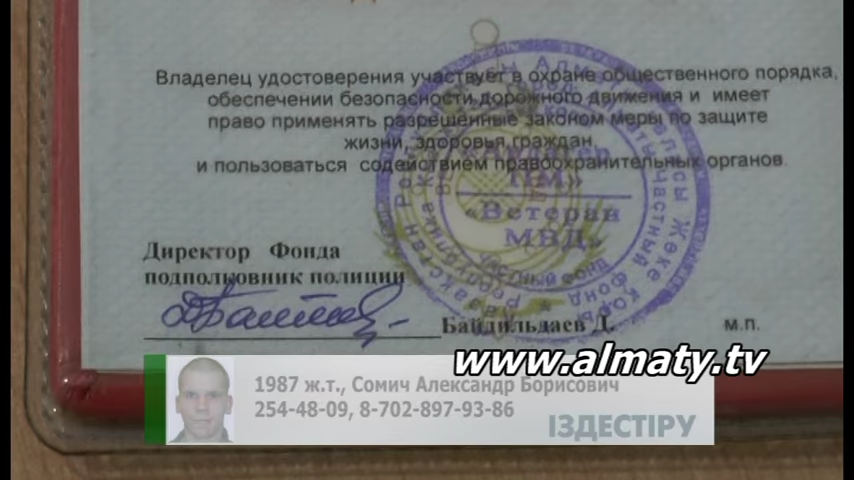 Владелец удостоверения участвует в охране общественного порядка,
обеспечении безопасности дорожного движения и имеет
право применять разрешенные законом меры по защите
жизни, здоровья граждан
и пользоваться содействием правоохранительных органов.
«Ветеран
МВД»
частный фонд
Директор Фонда
подполковник полиции
Байдильдаев Д.
м.п.
www.almaty.tv
1987 ж.т., Сомич Александр Борисович
254-48-09, 8-702-897-93-86
ІЗДЕСТІРУ